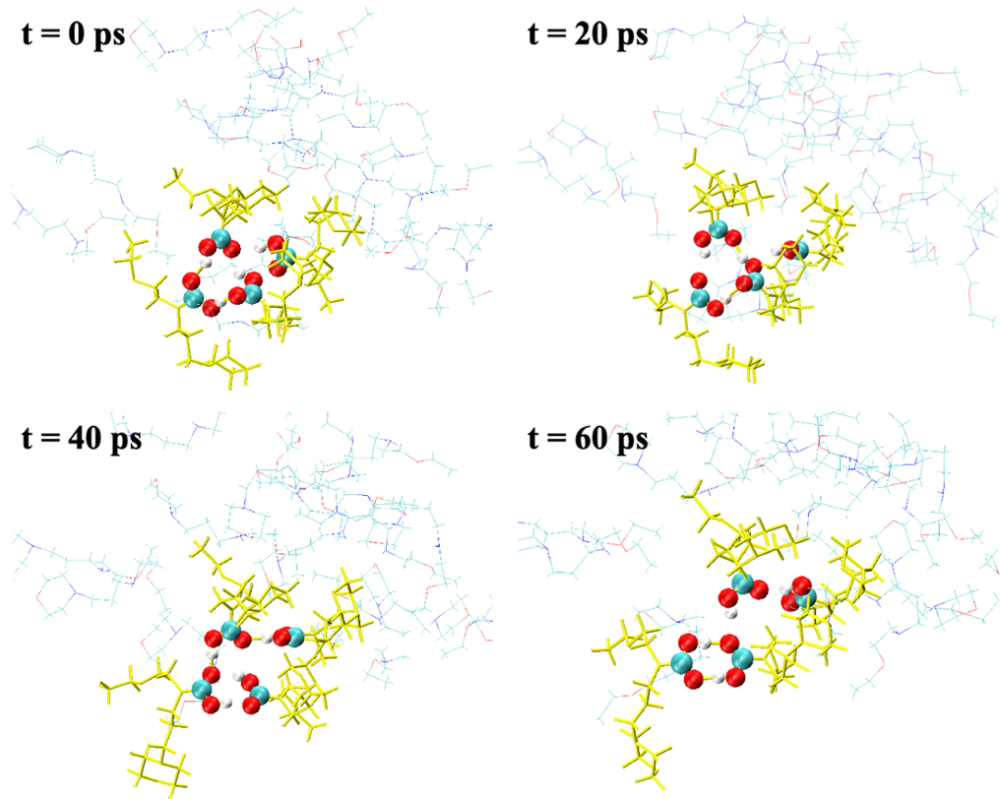 t = 0 ps
t = 20 ps
t = 40 ps
t = 60 ps